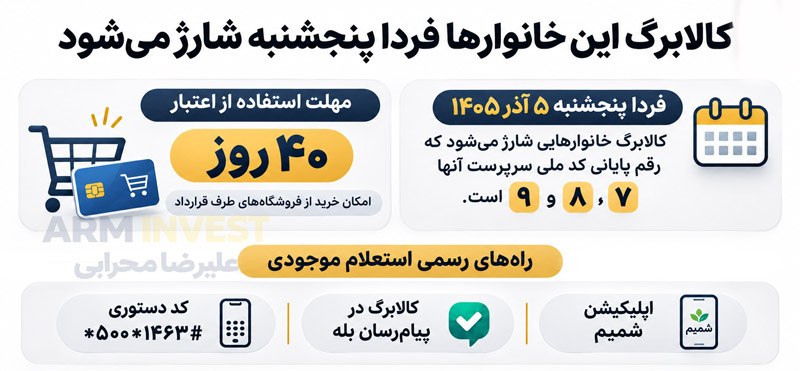 کالابرگ این خانوارها فردا پنجشنبه شارژ می‌شود
فردا پنجشنبه ۵ آذر ۱۴۰۵
کالابرگ خانوارهایی شارژ می‌شود که
رقم پایانی کد ملی سرپرست آنها
۷ ، ۸ و ۹ است.
مهلت استفاده از اعتبار
۴۰ روز
امکان خرید از فروشگاه‌های طرف قرارداد
ARM INVEST
علیرضا محرابی
راه‌های رسمی استعلام موجودی
شمیم
اپلیکیشن
شمیم
کالابرگ در
پیام‌رسان بله
کد دستوری
*۵۰۰*۱۴۶۳#